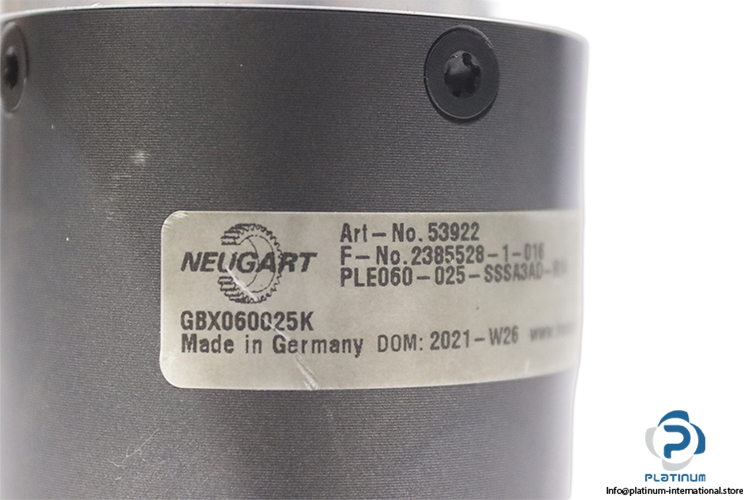 NEUGART
Art-No. 53922
F-No. 2385528-1-016
PLE060-025-SSSA3AD-
GBX060025K
Made in Germany DOM: 2021-W26
PLATINUM
Info@platinum-international.store